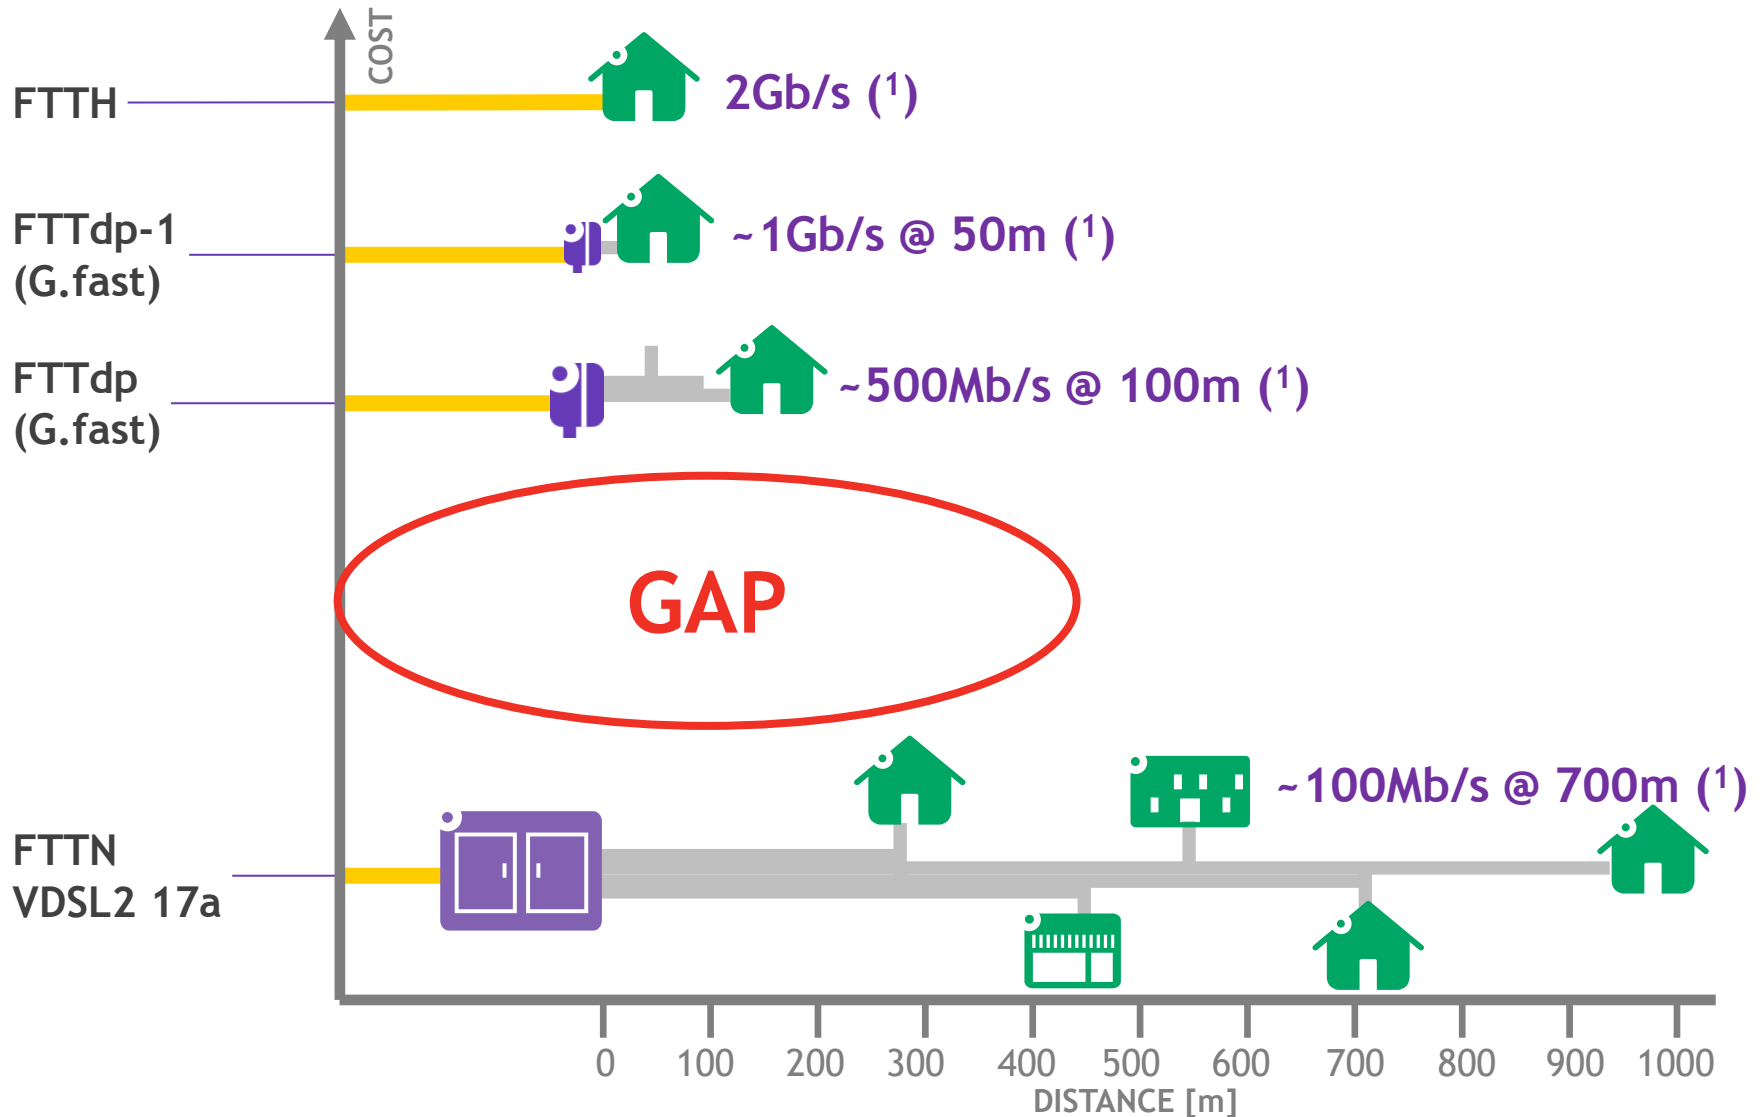 COST
FTTH
2Gb/s (¹)
FTTdp-1
(G.fast)
~1Gb/s @ 50m (¹)
FTTdp
(G.fast)
~500Mb/s @ 100m (¹)
GAP
~100Mb/s @ 700m (¹)
FTTN
VDSL2 17a
0 100 200 300 400 500 600 700 800 900 1000
DISTANCE [m]